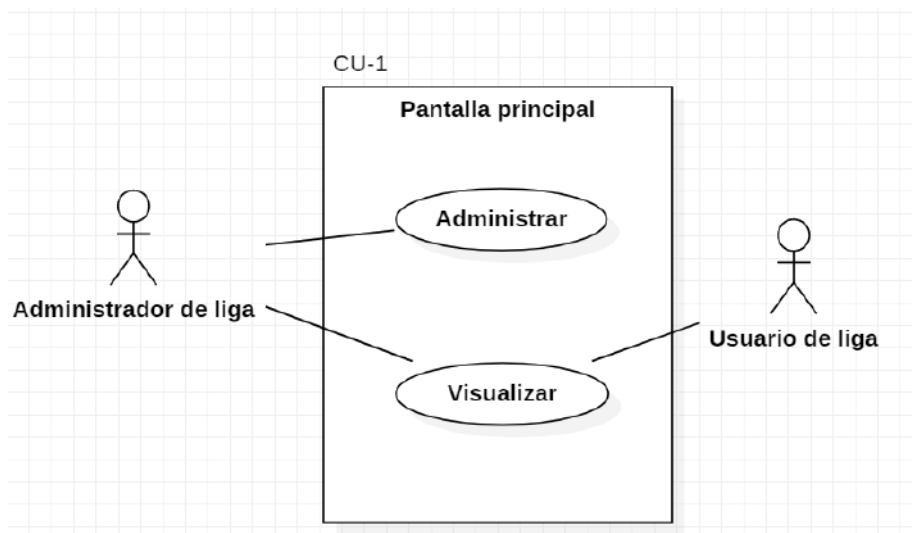 CU-1
Pantalla principal
Administrar
Administrador de liga
Usuario de liga
Visualizar